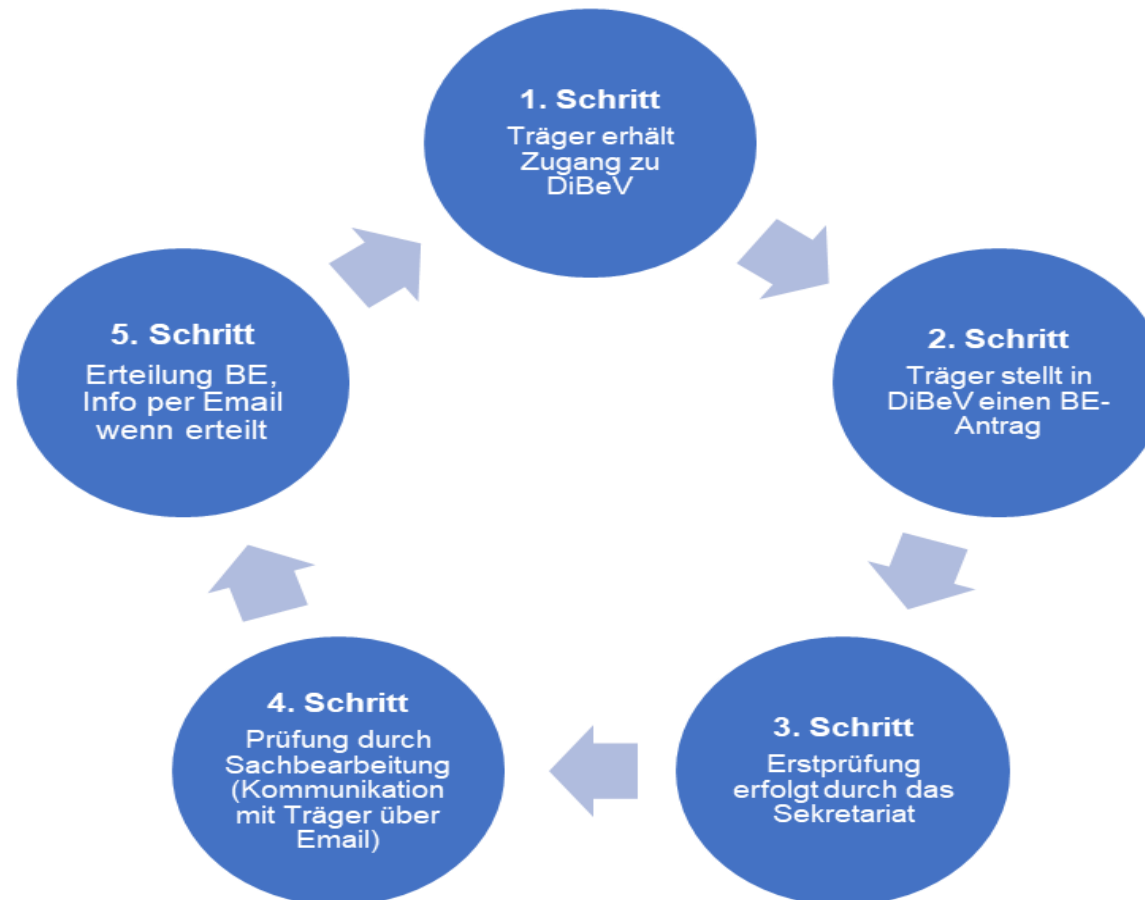 1. Schritt
Träger erhält
Zugang zu
DiBeV
2. Schritt
Träger stellt in
DiBeV einen BE-
Antrag
3. Schritt
Erstprüfung
erfolgt durch das
Sekretariat
4. Schritt
Prüfung durch
Sachbearbeitung
(Kommunikation
mit Träger über
Email)
5. Schritt
Erteilung BE,
Info per Email
wenn erteilt